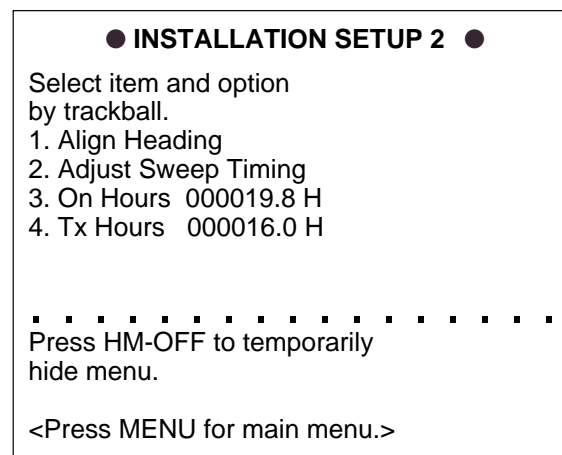 ● INSTALLATION SETUP 2 ●
Select item and option
by trackball.
1. Align Heading
2. Adjust Sweep Timing
3. On Hours 000019.8 H
4. Tx Hours 000016.0 H
Press HM-OFF to temporarily
hide menu.
<Press MENU for main menu.>